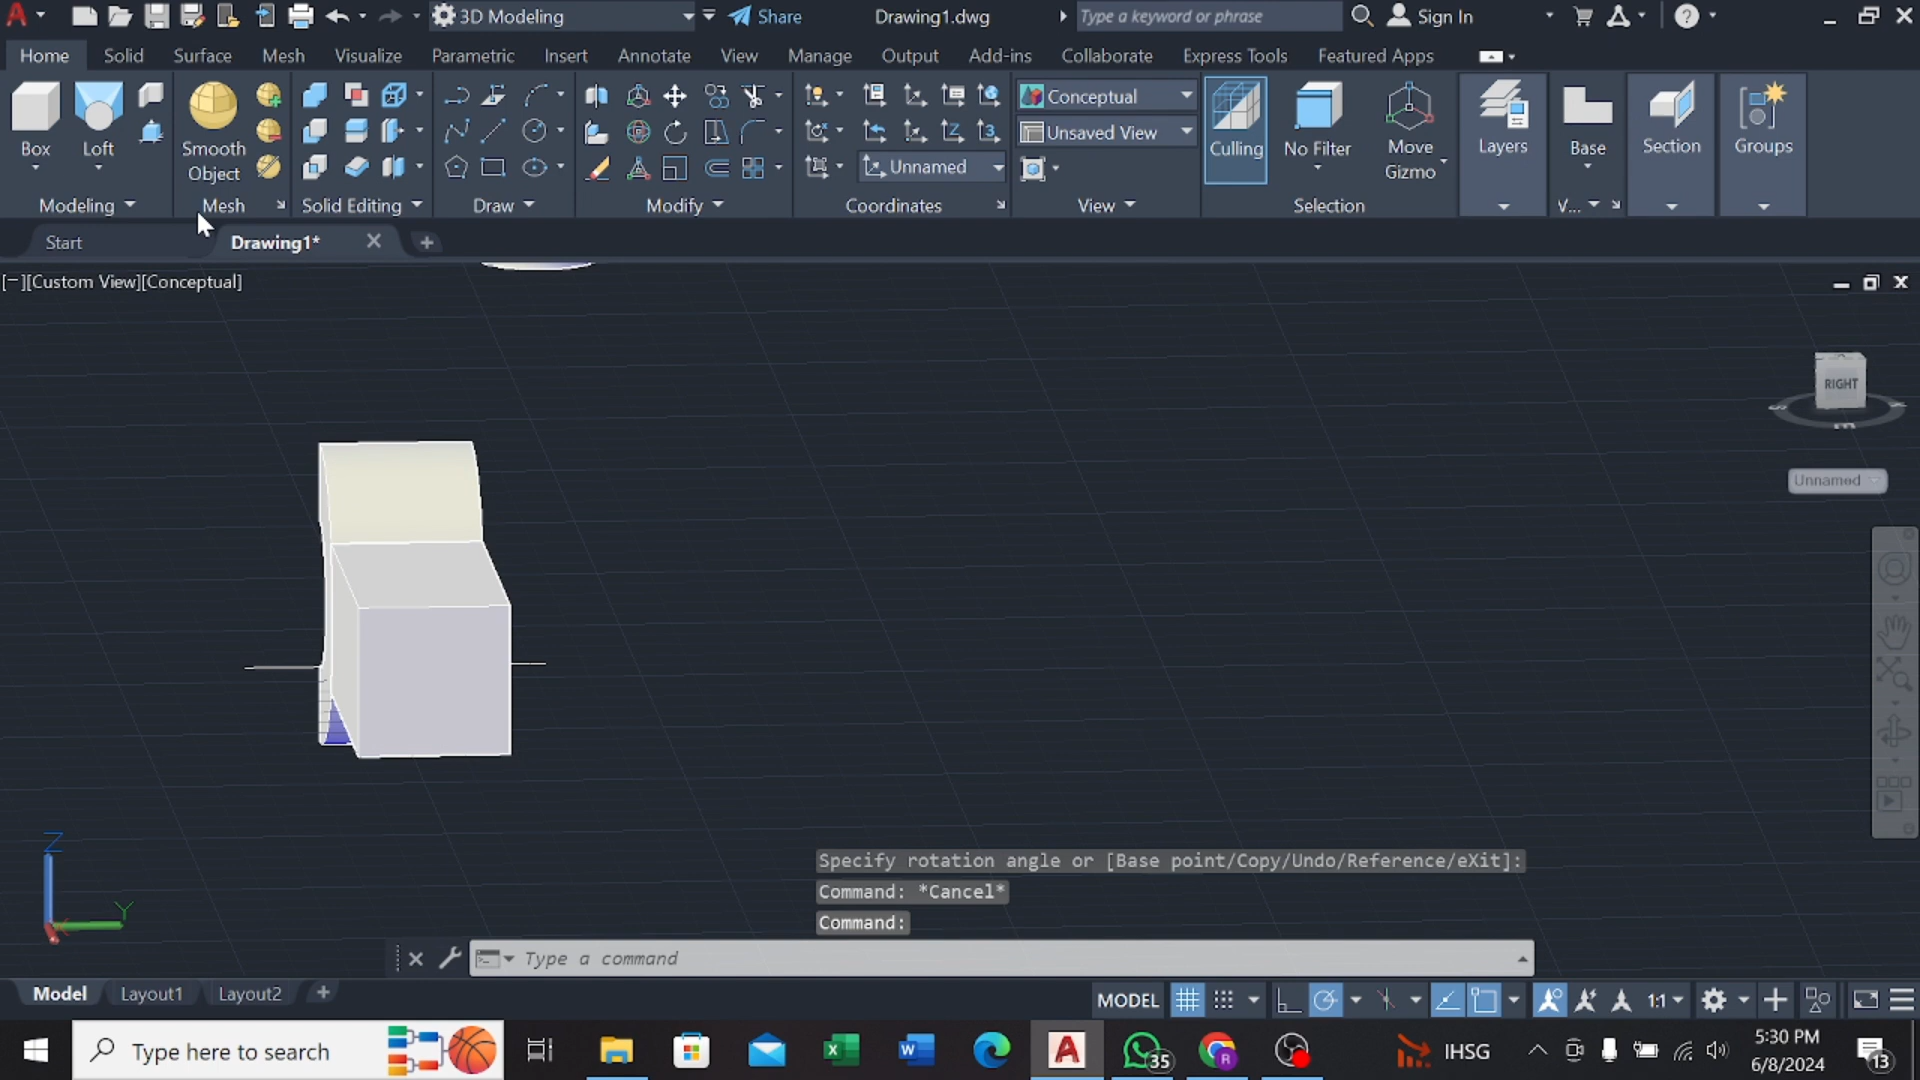 3D Modeling Share Drawing1.dwg Type a keyword or phrase Sign In
Home Solid Surface Mesh Visualize Parametric Insert Annotate View Manage Output Add-ins Collaborate Express Tools Featured Apps
Box Loft Smooth Object
Conceptual
Unsaved View
Unnamed
Culling No Filter Move Gizmo Layers Base Section Groups
Modeling Mesh Solid Editing Draw Modify Coordinates View Selection V...
Start Drawing1*
[−][Custom View][Conceptual]
RIGHT
Unnamed
Z
Y
Specify rotation angle or [Base point/Copy/Undo/Reference/eXit]:
Command: *Cancel*
Command:
Type a command
Model Layout1 Layout2
MODEL 1:1
Type here to search
35
IHSG
5:30 PM
6/8/2024
13